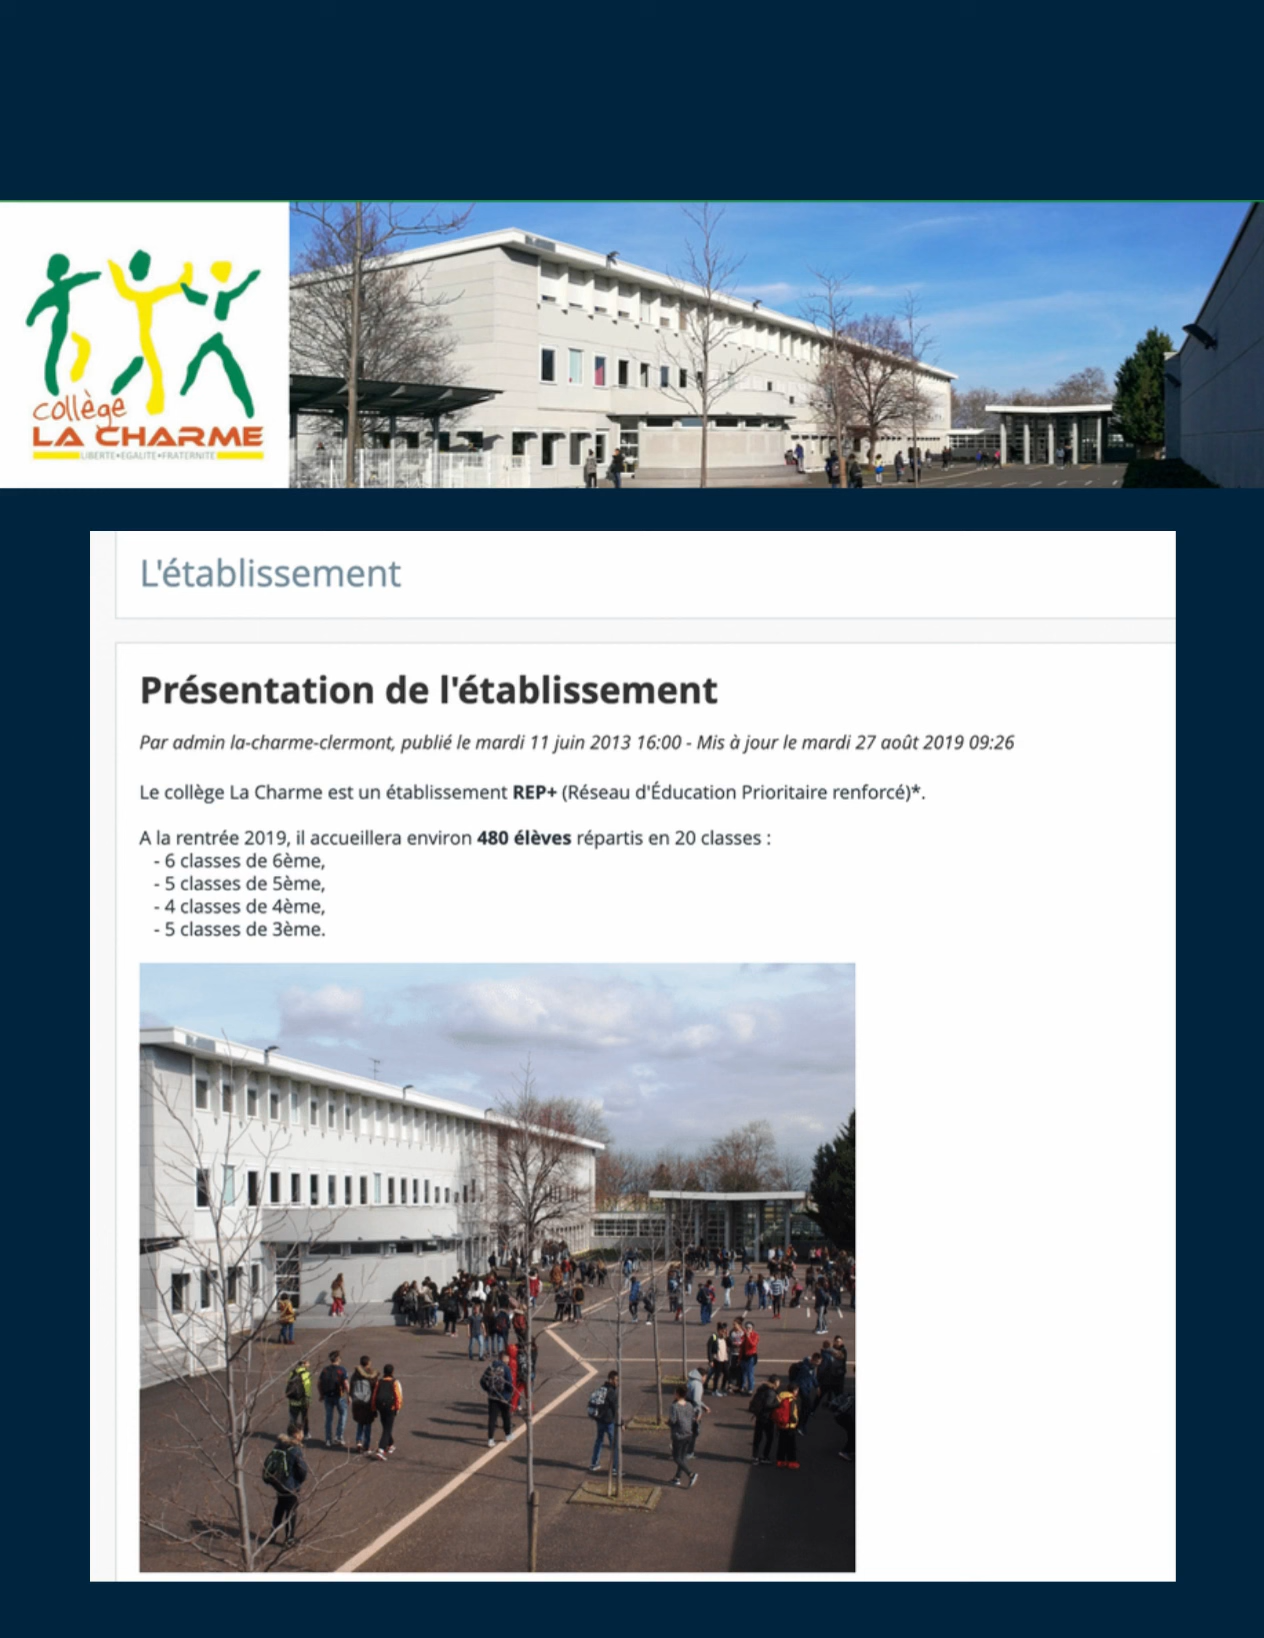 collège
LA CHARME
LIBERTE•EGALITE•FRATERNITE
L'établissement
Présentation de l'établissement
Par admin la-charme-clermont, publié le mardi 11 juin 2013 16:00 - Mis à jour le mardi 27 août 2019 09:26
Le collège La Charme est un établissement REP+ (Réseau d'Éducation Prioritaire renforcé)*.
A la rentrée 2019, il accueillera environ 480 élèves répartis en 20 classes :
- 6 classes de 6ème,
- 5 classes de 5ème,
- 4 classes de 4ème,
- 5 classes de 3ème.